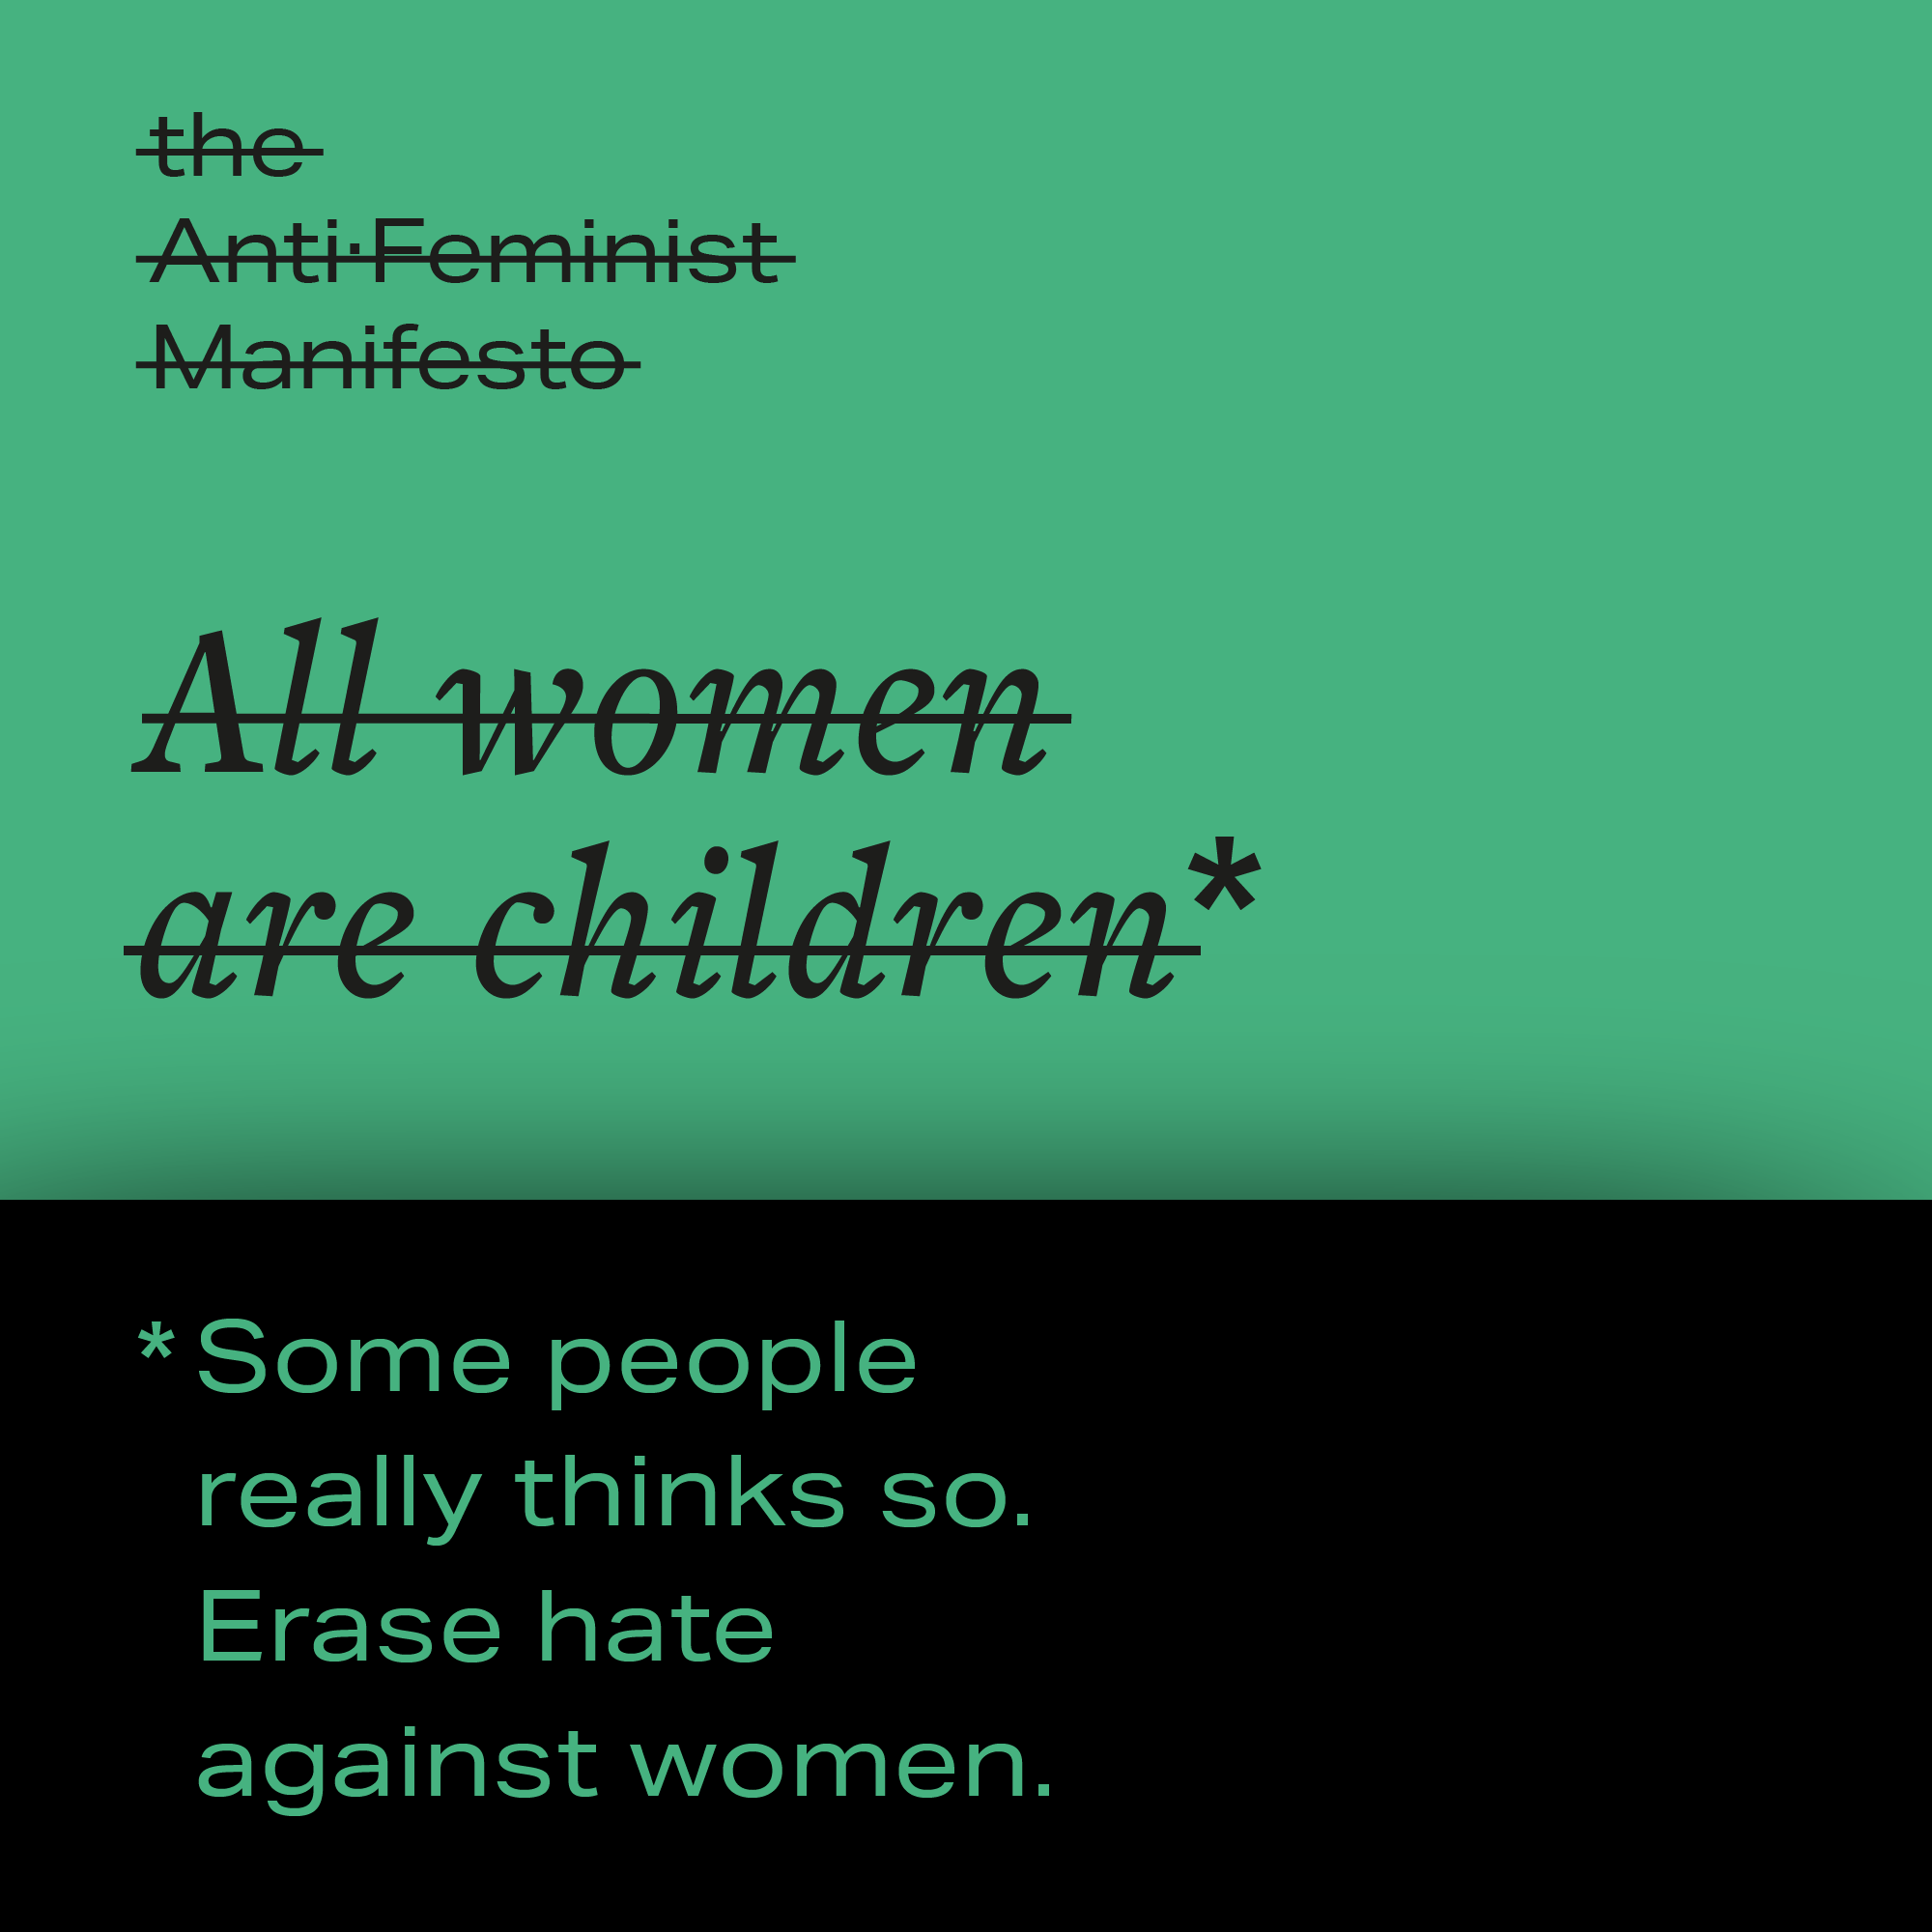 the
Anti·Feminist
Manifesto
All women
are children*
*Some people
really thinks so.
Erase hate
against women.